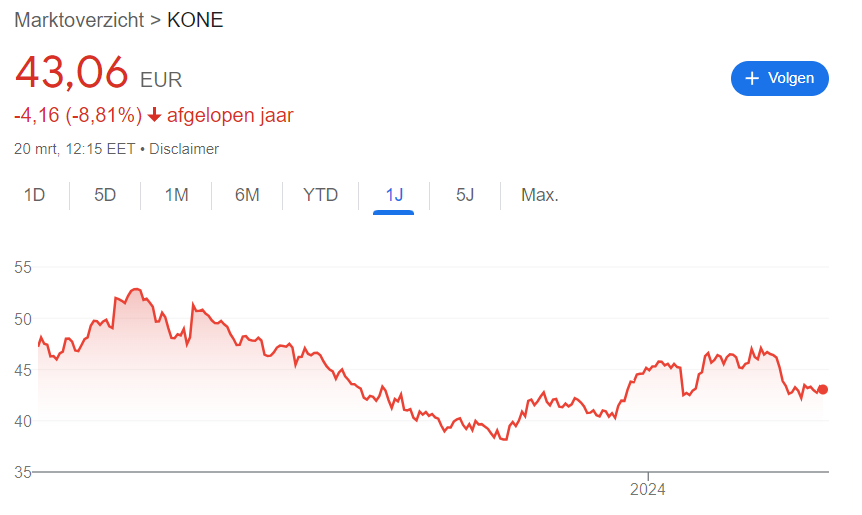 Marktoverzicht > KONE
43,06 EUR
+ Volgen
-4,16 (-8,81%) ↓ afgelopen jaar
20 mrt, 12:15 EET • Disclaimer
1D 5D 1M 6M YTD 1J 5J Max.
55
50
45
40
35
2024